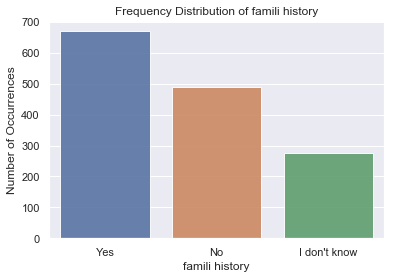 Frequency Distribution of famili history
Number of Occurrences
700
600
500
400
300
200
100
0
Yes
No
I don't know
famili history